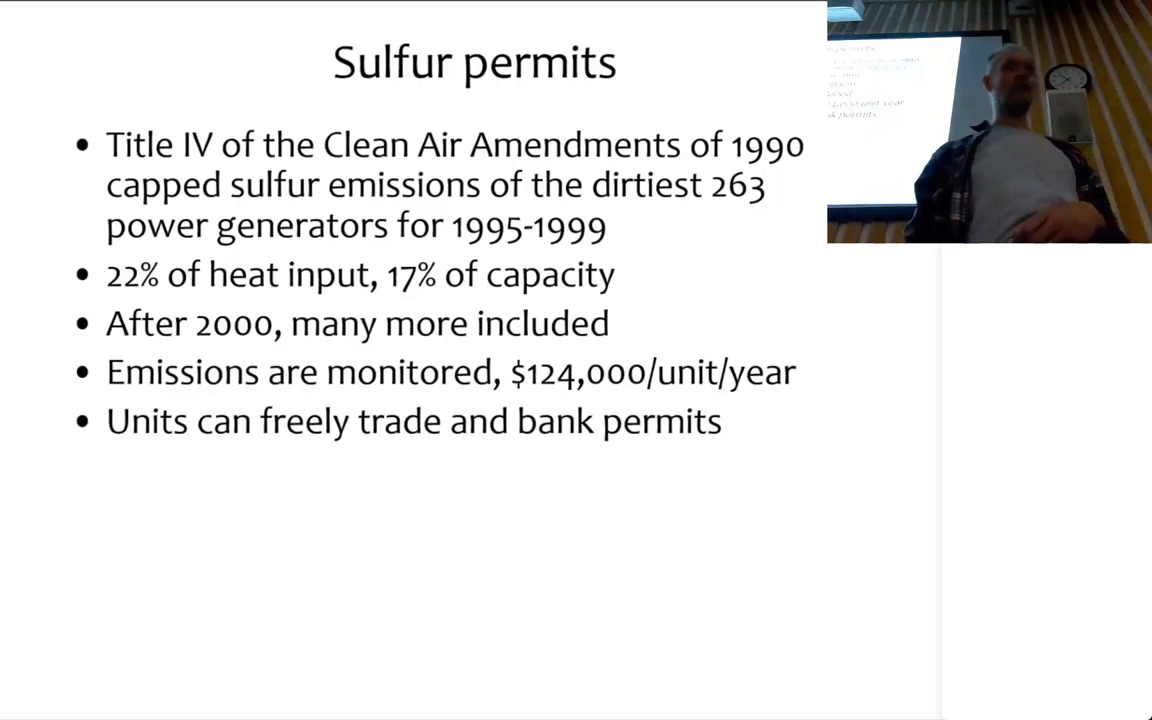 Sulfur permits
• Title IV of the Clean Air Amendments of 1990
capped sulfur emissions of the dirtiest 263
power generators for 1995-1999
• 22% of heat input, 17% of capacity
• After 2000, many more included
• Emissions are monitored, $124,000/unit/year
• Units can freely trade and bank permits